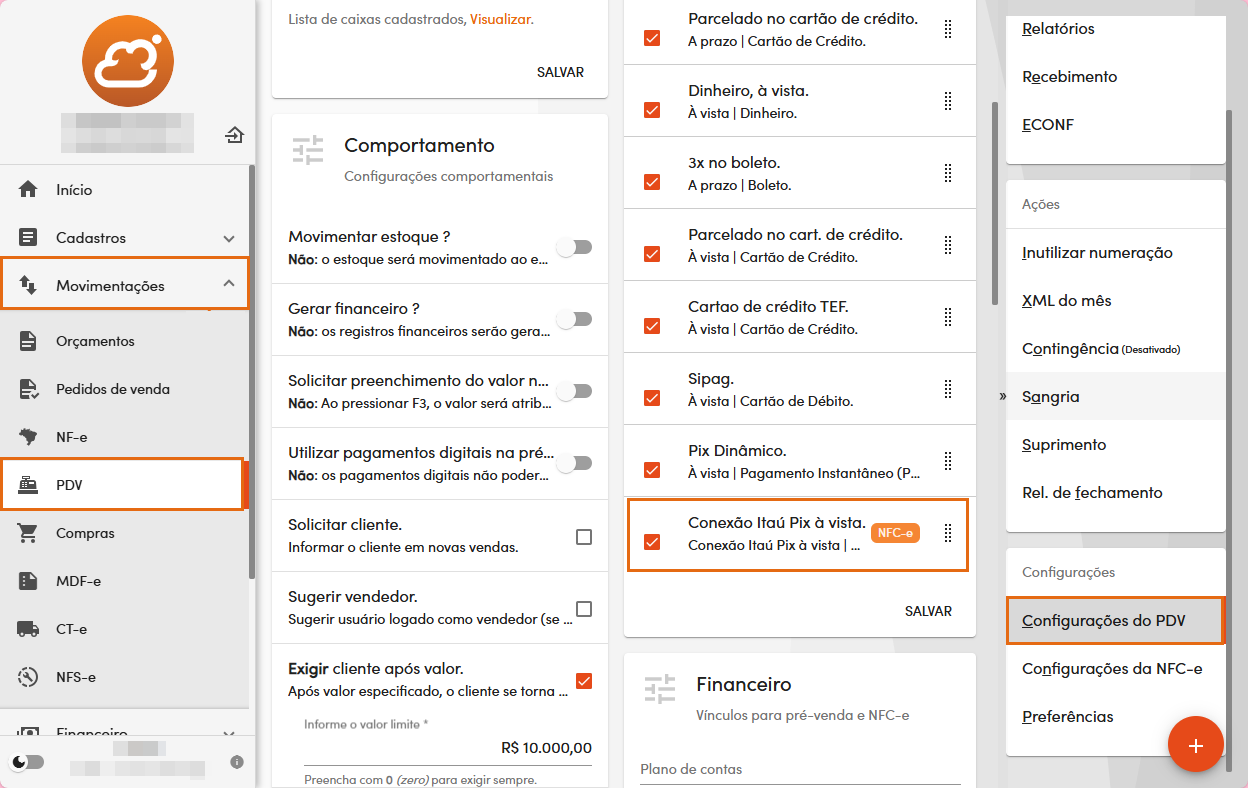 Início
Cadastros
Movimentações
Orçamentos
Pedidos de venda
NF-e
PDV
Compras
MDF-e
CT-e
NFS-e
Financeiro
Lista de caixas cadastrados, Visualizar.
SALVAR
Comportamento
Configurações comportamentais
Movimentar estoque ?
Não: o estoque será movimentado ao e...
Gerar financeiro ?
Não: os registros financeiros serão gera...
Solicitar preenchimento do valor n...
Não: Ao pressionar F3, o valor será atrib...
Utilizar pagamentos digitais na pré...
Não: os pagamentos digitais não poder...
Solicitar cliente.
Informar o cliente em novas vendas.
Sugerir vendedor.
Sugerir usuário logado como vendedor (se ...
Exigir cliente após valor.
Após valor especificado, o cliente se torna ...
Informe o valor limite *
R$ 10.000,00
Preencha com 0 (zero) para exigir sempre.
Parcelado no cartão de crédito.
A prazo | Cartão de Crédito.
Dinheiro, à vista.
À vista | Dinheiro.
3x no boleto.
A prazo | Boleto.
Parcelado no cart. de crédito.
À vista | Cartão de Crédito.
Cartao de crédito TEF.
À vista | Cartão de Crédito.
Sipag.
À vista | Cartão de Débito.
Pix Dinâmico.
À vista | Pagamento Instantâneo (P...
Conexão Itaú Pix à vista.
Conexão Itaú Pix à vista | ...
NFC-e
SALVAR
Financeiro
Vínculos para pré-venda e NFC-e
Plano de contas
Relatórios
Recebimento
ECONF
Ações
Inutilizar numeração
XML do mês
Contingência (Desativado)
» Sangria
Suprimento
Rel. de fechamento
Configurações
Configurações do PDV
Configurações da NFC-e
Preferências